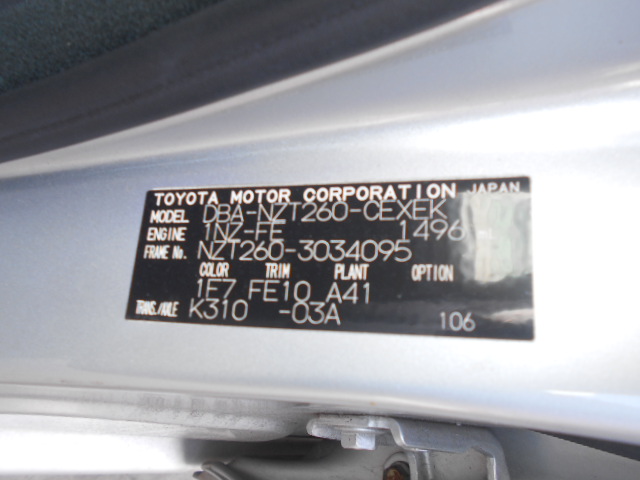 TOYOTA MOTOR CORPORATION JAPAN
MODEL DBA-NZT260-CEXEK
ENGINE 1NZ-FE 1496
FRAME No. NZT260-3034095
COLOR TRIM PLANT OPTION
1E7 FE10 A41
TRANS./AXLE K310 -03A
106